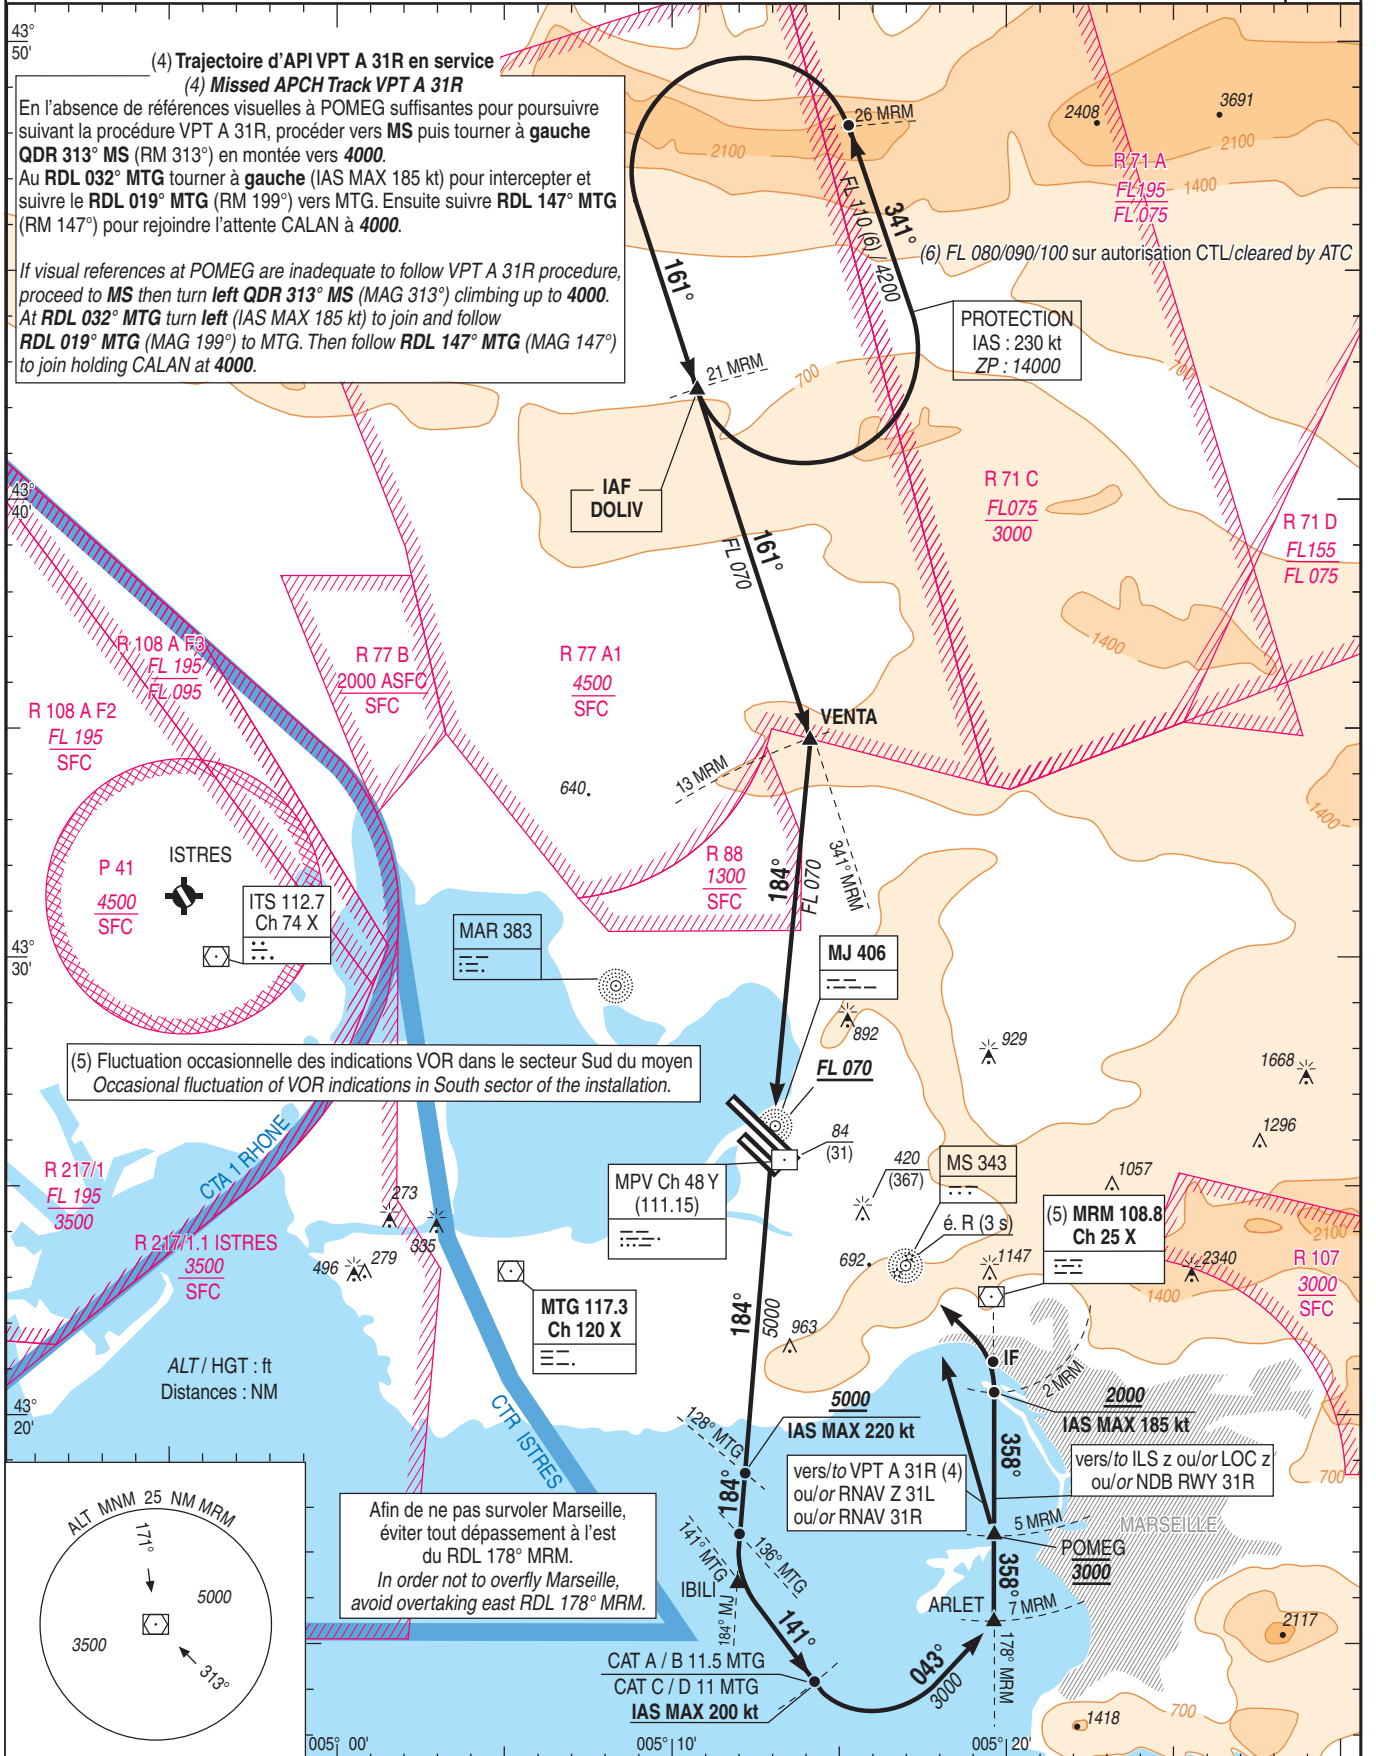 43°
50'
(4) Trajectoire d'API VPT A 31R en service
(4) Missed APCH Track VPT A 31R
En l'absence de références visuelles à POMEG suffisantes pour poursuivre
suivant la procédure VPT A 31R, procéder vers MS puis tourner à gauche
QDR 313° MS (RM 313°) en montée vers 4000.
Au RDL 032° MTG tourner à gauche (IAS MAX 185 kt) pour intercepter et
suivre le RDL 019° MTG (RM 199°) vers MTG. Ensuite suivre RDL 147° MTG
(RM 147°) pour rejoindre l'attente CALAN à 4000.
If visual references at POMEG are inadequate to follow VPT A 31R procedure,
proceed to MS then turn left QDR 313° MS (MAG 313°) climbing up to 4000.
At RDL 032° MTG turn left (IAS MAX 185 kt) to join and follow
RDL 019° MTG (MAG 199°) to MTG. Then follow RDL 147° MTG (MAG 147°)
to join holding CALAN at 4000.
26 MRM
2100
2408
3691
2100
R 71 A
FL195
FL 075
1400
341°
FL 110 (6) / 4200
(6) FL 080/090/100 sur autorisation CTL/cleared by ATC
161°
PROTECTION
IAS : 230 kt
ZP : 14000
21 MRM
700
700
IAF
DOLIV
43°
40'
R 71 C
FL075
3000
R 71 D
FL155
FL 075
161°
FL 070
1400
R 108 A F3
FL 195
FL 095
R 77 B
2000 ASFC
SFC
R 77 A1
4500
SFC
R 108 A F2
FL 195
SFC
VENTA
13 MRM
640
1400
341° MRM
184°
FL 070
R 88
1300
SFC
P 41
4500
SFC
ISTRES
ITS 112.7
Ch 74 X
MAR 383
MJ 406
43°
30'
892
929
1668
(5) Fluctuation occasionnelle des indications VOR dans le secteur Sud du moyen
Occasional fluctuation of VOR indications in South sector of the installation.
FL 070
CTA 1 RHONE
84
(31)
1296
R 217/1
FL 195
3500
MPV Ch 48 Y
(111.15)
420
(367)
MS 343
1057
273
335
é. R (3 s)
(5) MRM 108.8
Ch 25 X
2100
R 217/1.1 ISTRES
3500
SFC
496
279
692
1147
2340
R 107
3000
SFC
1400
MTG 117.3
Ch 120 X
184°
5000
963
ALT / HGT : ft
Distances : NM
IF
2 MRM
43°
20'
CTR ISTRES
128° MTG
5000
IAS MAX 220 kt
2000
IAS MAX 185 kt
358°
vers/to VPT A 31R (4)
ou/or RNAV Z 31L
ou/or RNAV 31R
vers/to ILS z ou/or LOC z
ou/or NDB RWY 31R
700
184°
ALT MNM 25 NM MRM
171°
5000
3500
313°
Afin de ne pas survoler Marseille,
éviter tout dépassement à l'est
du RDL 178° MRM.
In order not to overfly Marseille,
avoid overtaking east RDL 178° MRM.
5 MRM
MARSEILLE
POMEG
3000
136° MTG
141° MTG
IBILI
184° MJ
358°
ARLET
7 MRM
141°
043°
3000
178° MRM
2117
CAT A / B 11.5 MTG
CAT C / D 11 MTG
IAS MAX 200 kt
1418
700
005° 00'
005° 10'
005° 20'